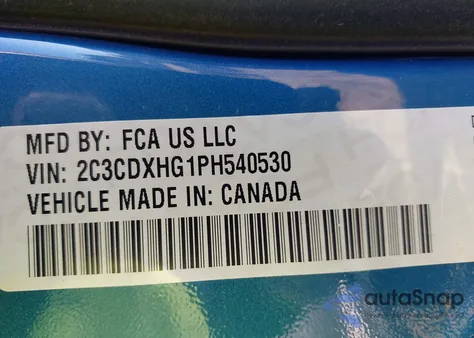 MFD BY: FCA US LLC
VIN: 2C3CDXHG1PH540530
VEHICLE MADE IN: CANADA
autoSnap